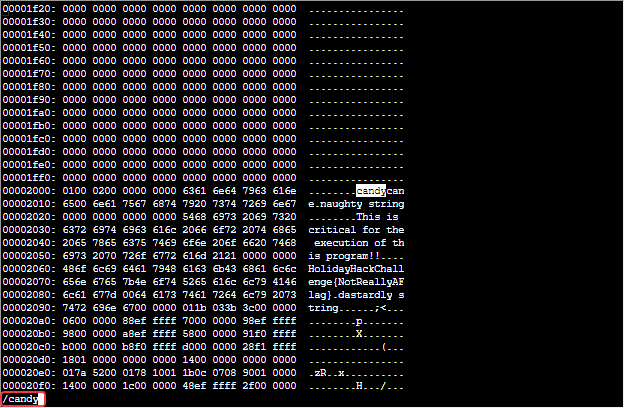 00001f20: 0000 0000 0000 0000 0000 0000 0000 0000  ................
00001f30: 0000 0000 0000 0000 0000 0000 0000 0000  ................
00001f40: 0000 0000 0000 0000 0000 0000 0000 0000  ................
00001f50: 0000 0000 0000 0000 0000 0000 0000 0000  ................
00001f60: 0000 0000 0000 0000 0000 0000 0000 0000  ................
00001f70: 0000 0000 0000 0000 0000 0000 0000 0000  ................
00001f80: 0000 0000 0000 0000 0000 0000 0000 0000  ................
00001f90: 0000 0000 0000 0000 0000 0000 0000 0000  ................
00001fa0: 0000 0000 0000 0000 0000 0000 0000 0000  ................
00001fb0: 0000 0000 0000 0000 0000 0000 0000 0000  ................
00001fc0: 0000 0000 0000 0000 0000 0000 0000 0000  ................
00001fd0: 0000 0000 0000 0000 0000 0000 0000 0000  ................
00001fe0: 0000 0000 0000 0000 0000 0000 0000 0000  ................
00001ff0: 0000 0000 0000 0000 0000 0000 0000 0000  ................
00002000: 0100 0200 0000 0000 6361 6e64 7963 616e  ........candycan
00002010: 6500 6e61 7567 6874 7920 7374 7269 6e67  e.naughty string
00002020: 0000 0000 0000 0000 5468 6973 2069 7320  ........This is
00002030: 6372 6974 6963 616c 2066 6f72 2074 6865  critical for the
00002040: 2065 7865 6375 7469 6f6e 206f 6620 7468   execution of th
00002050: 6973 2070 726f 6772 616d 2121 0000 0000  is program!!....
00002060: 486f 6c69 6461 7948 6163 6b43 6861 6c6c  HolidayHackChall
00002070: 656e 6765 7b4e 6f74 5265 616c 6c79 4146  enge{NotReallyAF
00002080: 6c61 677d 0064 6173 7461 7264 6c79 2073  lag}.dastardly s
00002090: 7472 696e 6700 0000 011b 033b 3c00 0000  tring......;<...
000020a0: 0600 0000 88ef ffff 7000 0000 98ef ffff  ........p.......
000020b0: 9800 0000 a8ef ffff 5800 0000 91f0 ffff  ........X.......
000020c0: b000 0000 b8f0 ffff d000 0000 28f1 ffff  ............(...
000020d0: 1801 0000 0000 0000 1400 0000 0000 0000  ................
000020e0: 017a 5200 0178 1001 1b0c 0708 9001 0000  .zR..x..........
000020f0: 1400 0000 1c00 0000 48ef ffff 2f00 0000  ........H.../...
/candy